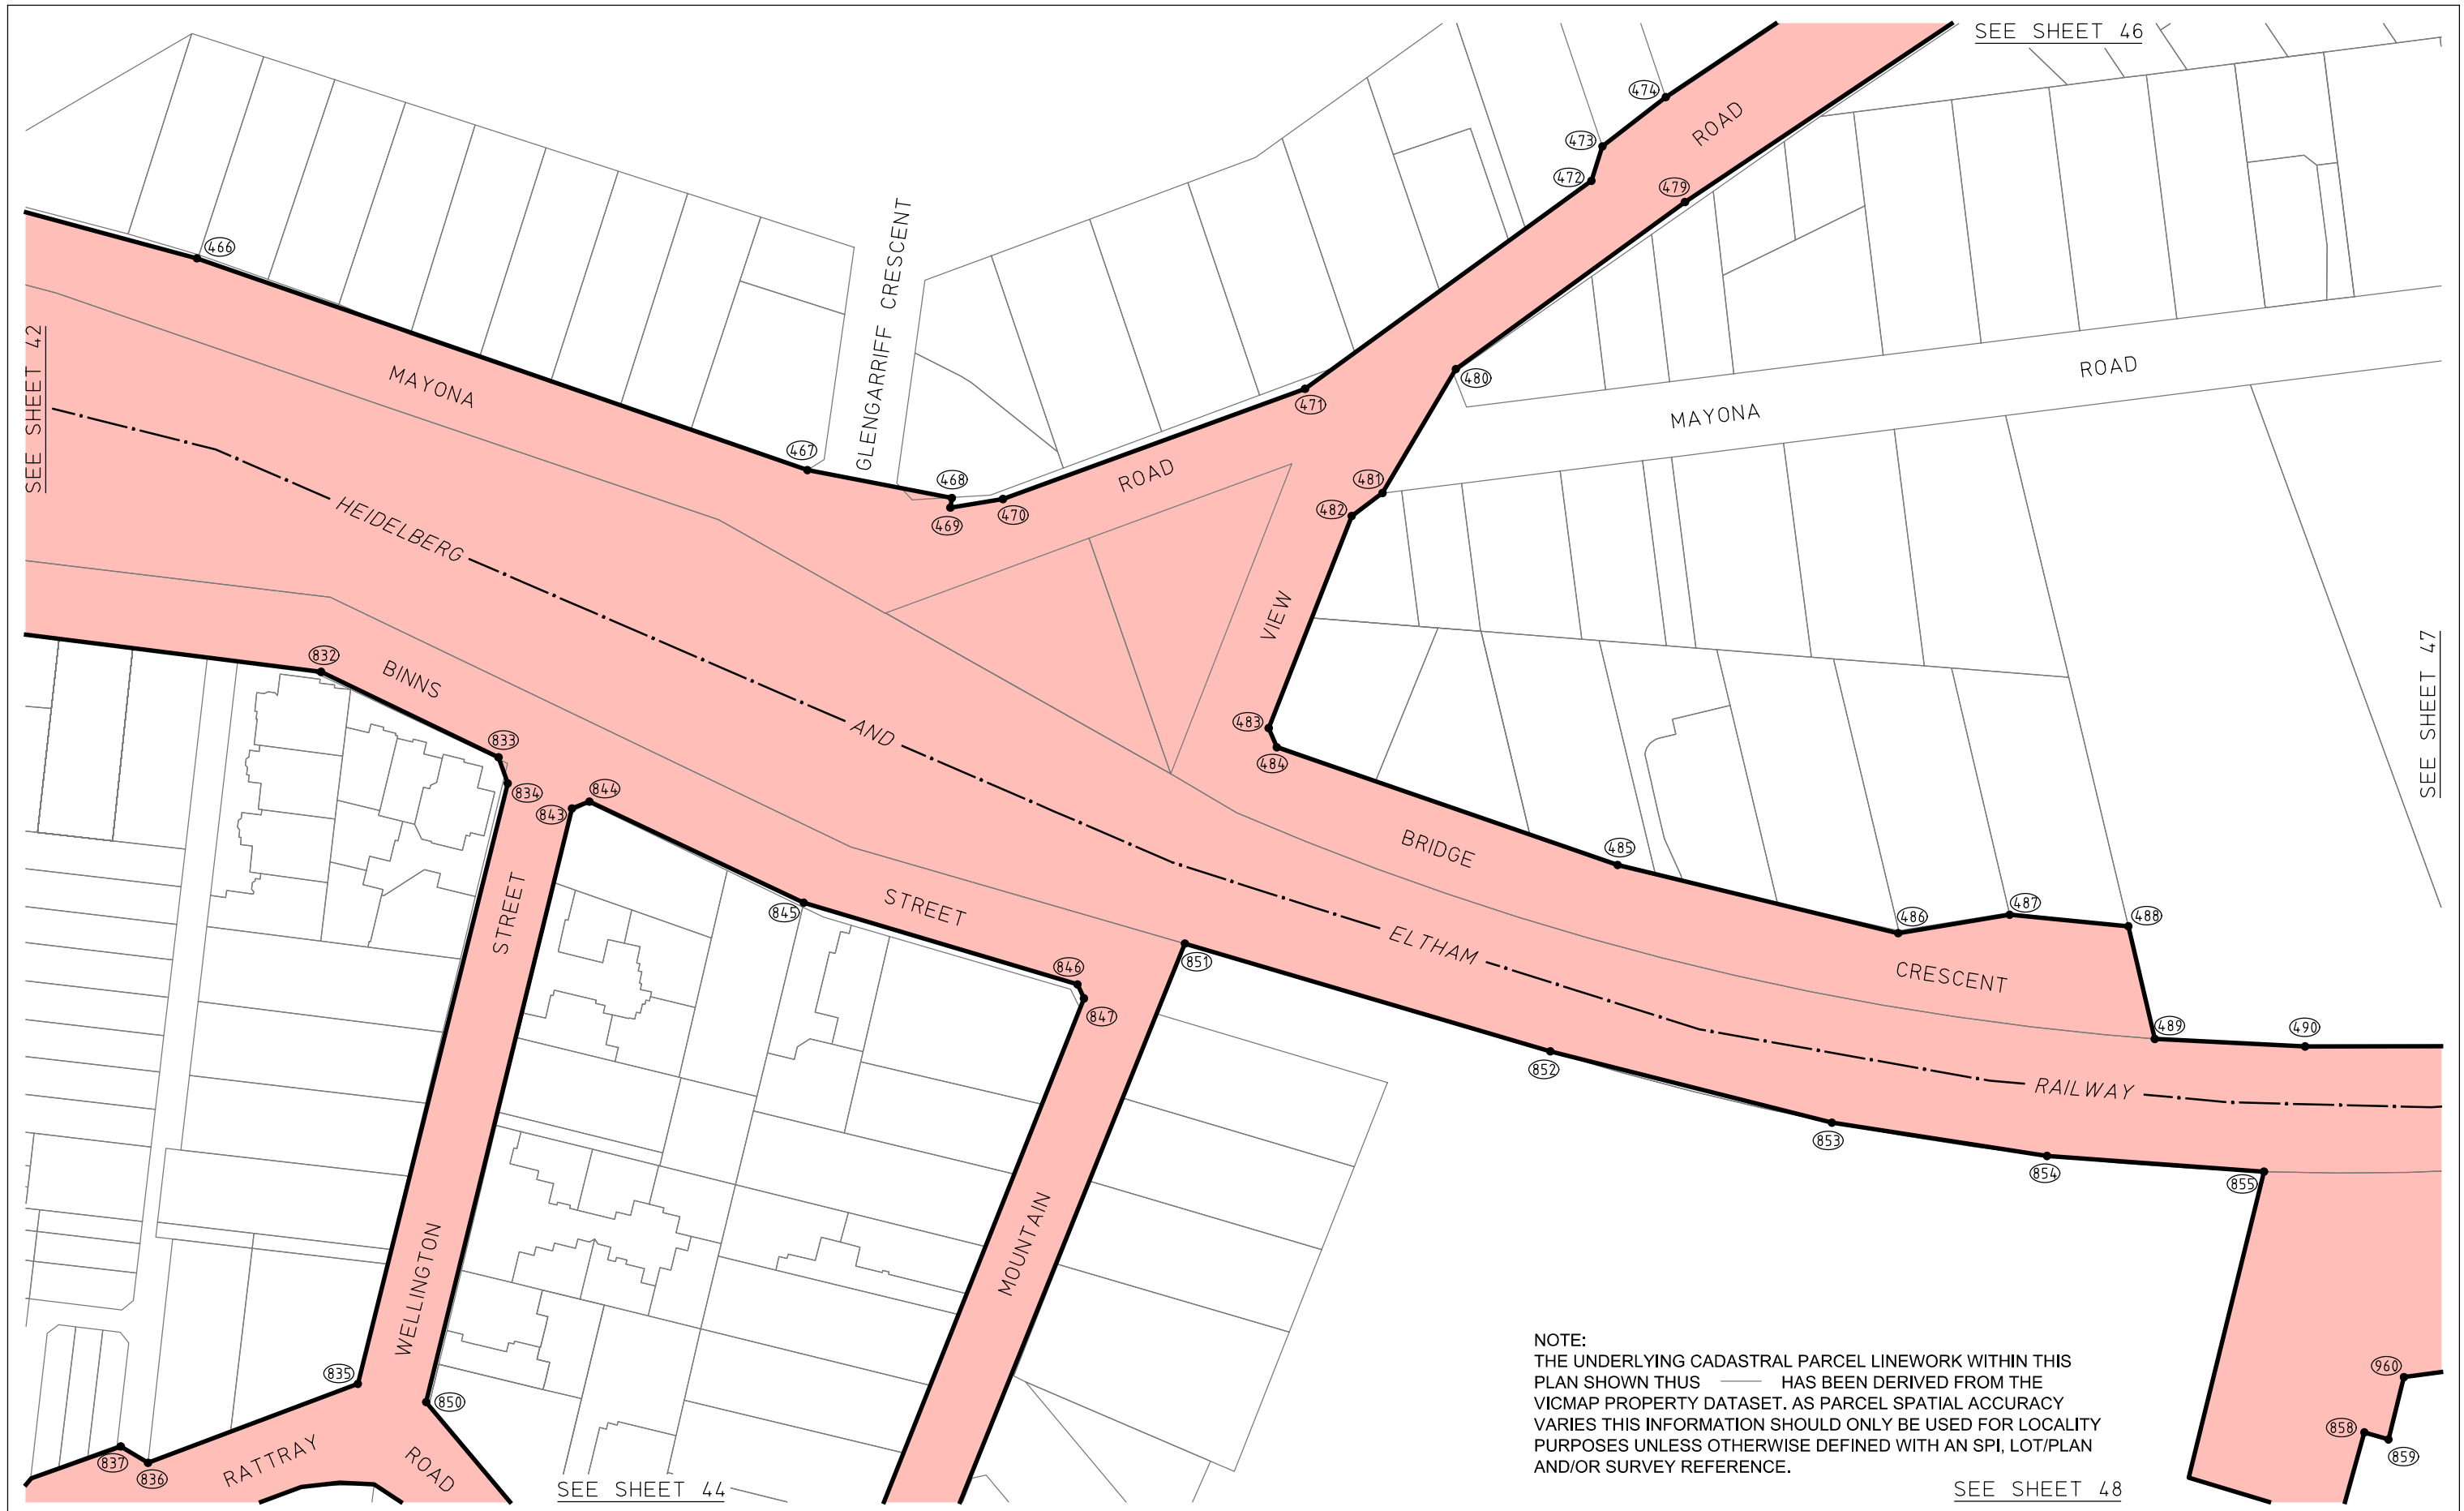 SEE SHEET 46
474
ROAD
473
472
479
466
GLENGARRIFF CRESCENT
SEE SHEET 42
MAYONA
480
471
ROAD
MAYONA
467
468
ROAD
469
470
481
482
HEIDELBERG
VIEW
SEE SHEET 47
832
BINNS
483
AND
484
833
834
844
843
BRIDGE
485
STREET
845
STREET
486
487
488
ELTHAM
851
846
847
CRESCENT
489
490
852
RAILWAY
853
854
855
MOUNTAIN
WELLINGTON
NOTE:
THE UNDERLYING CADASTRAL PARCEL LINEWORK WITHIN THIS
PLAN SHOWN THUS HAS BEEN DERIVED FROM THE
VICMAP PROPERTY DATASET. AS PARCEL SPATIAL ACCURACY
VARIES THIS INFORMATION SHOULD ONLY BE USED FOR LOCALITY
PURPOSES UNLESS OTHERWISE DEFINED WITH AN SPI, LOT/PLAN
AND/OR SURVEY REFERENCE.
960
835
850
858
859
837
836
RATTRAY
ROAD
SEE SHEET 44
SEE SHEET 48